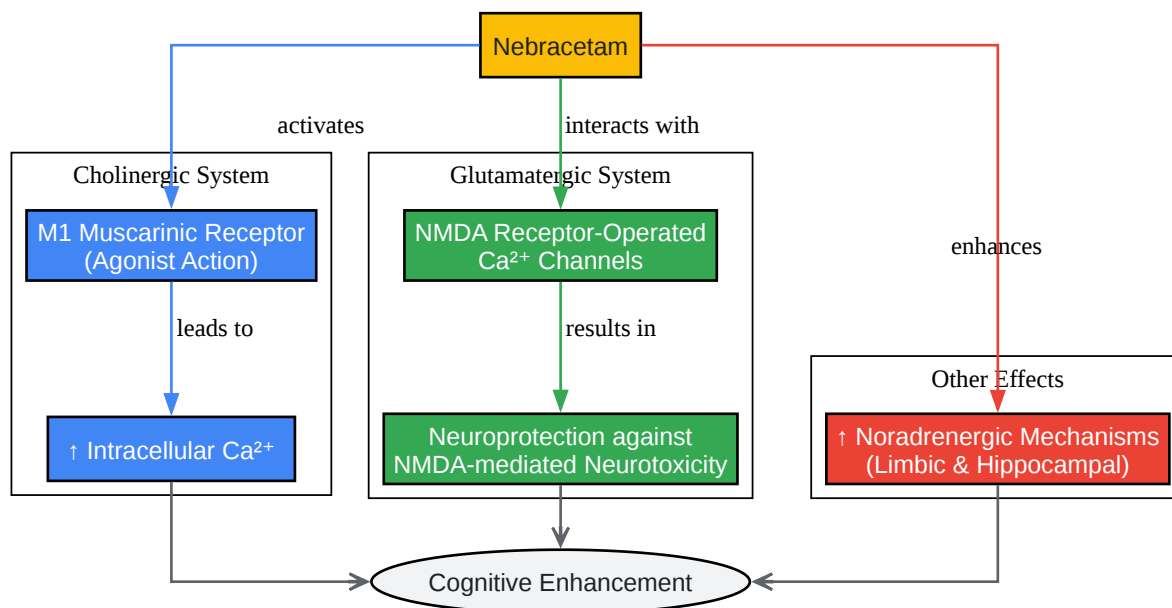 Nebracetam
activates
interacts with
Cholinergic System
Glutamatergic System
M1 Muscarinic Receptor
(Agonist Action)
NMDA Receptor-Operated
Ca²⁺ Channels
enhances
leads to
results in
Other Effects
↑ Intracellular Ca²⁺
Neuroprotection against
NMDA-mediated Neurotoxicity
↑ Noradrenergic Mechanisms
(Limbic & Hippocampal)
Cognitive Enhancement